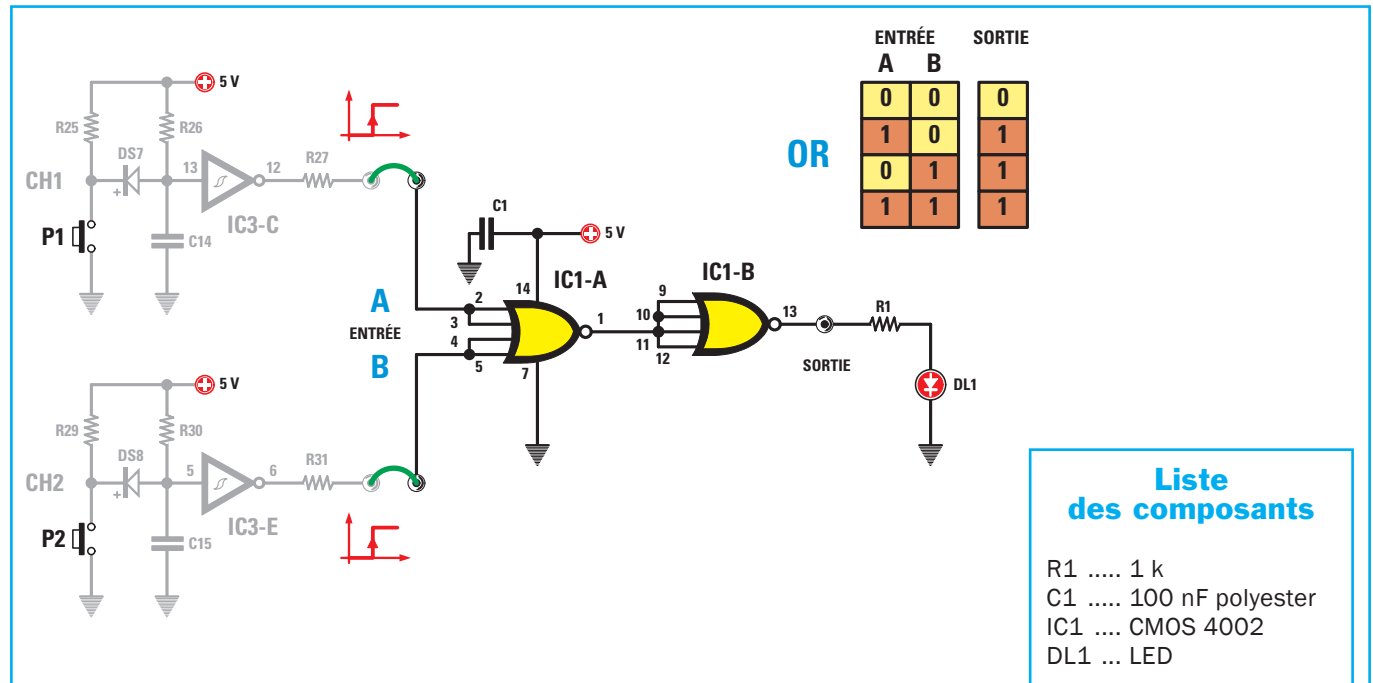 ENTRÉE SORTIE
A B
0 0 0
1 0 1
0 1 1
1 1 1
OR
5 V
R25 R26
DS7
+
13 12
R27
CH1
IC3-C
P1
C14
C1
5 V
14
IC1-A
IC1-B
A
ENTRÉE
B
2
3
4
5
7
1
9
10
11
12
13
SORTIE
R1
DL1
5 V
R29 R30
DS8
+
5 6
R31
CH2
IC3-E
P2
C15
Liste
des composants
R1 ..... 1 k
C1 ..... 100 nF polyester
IC1 .... CMOS 4002
DL1 ... LED